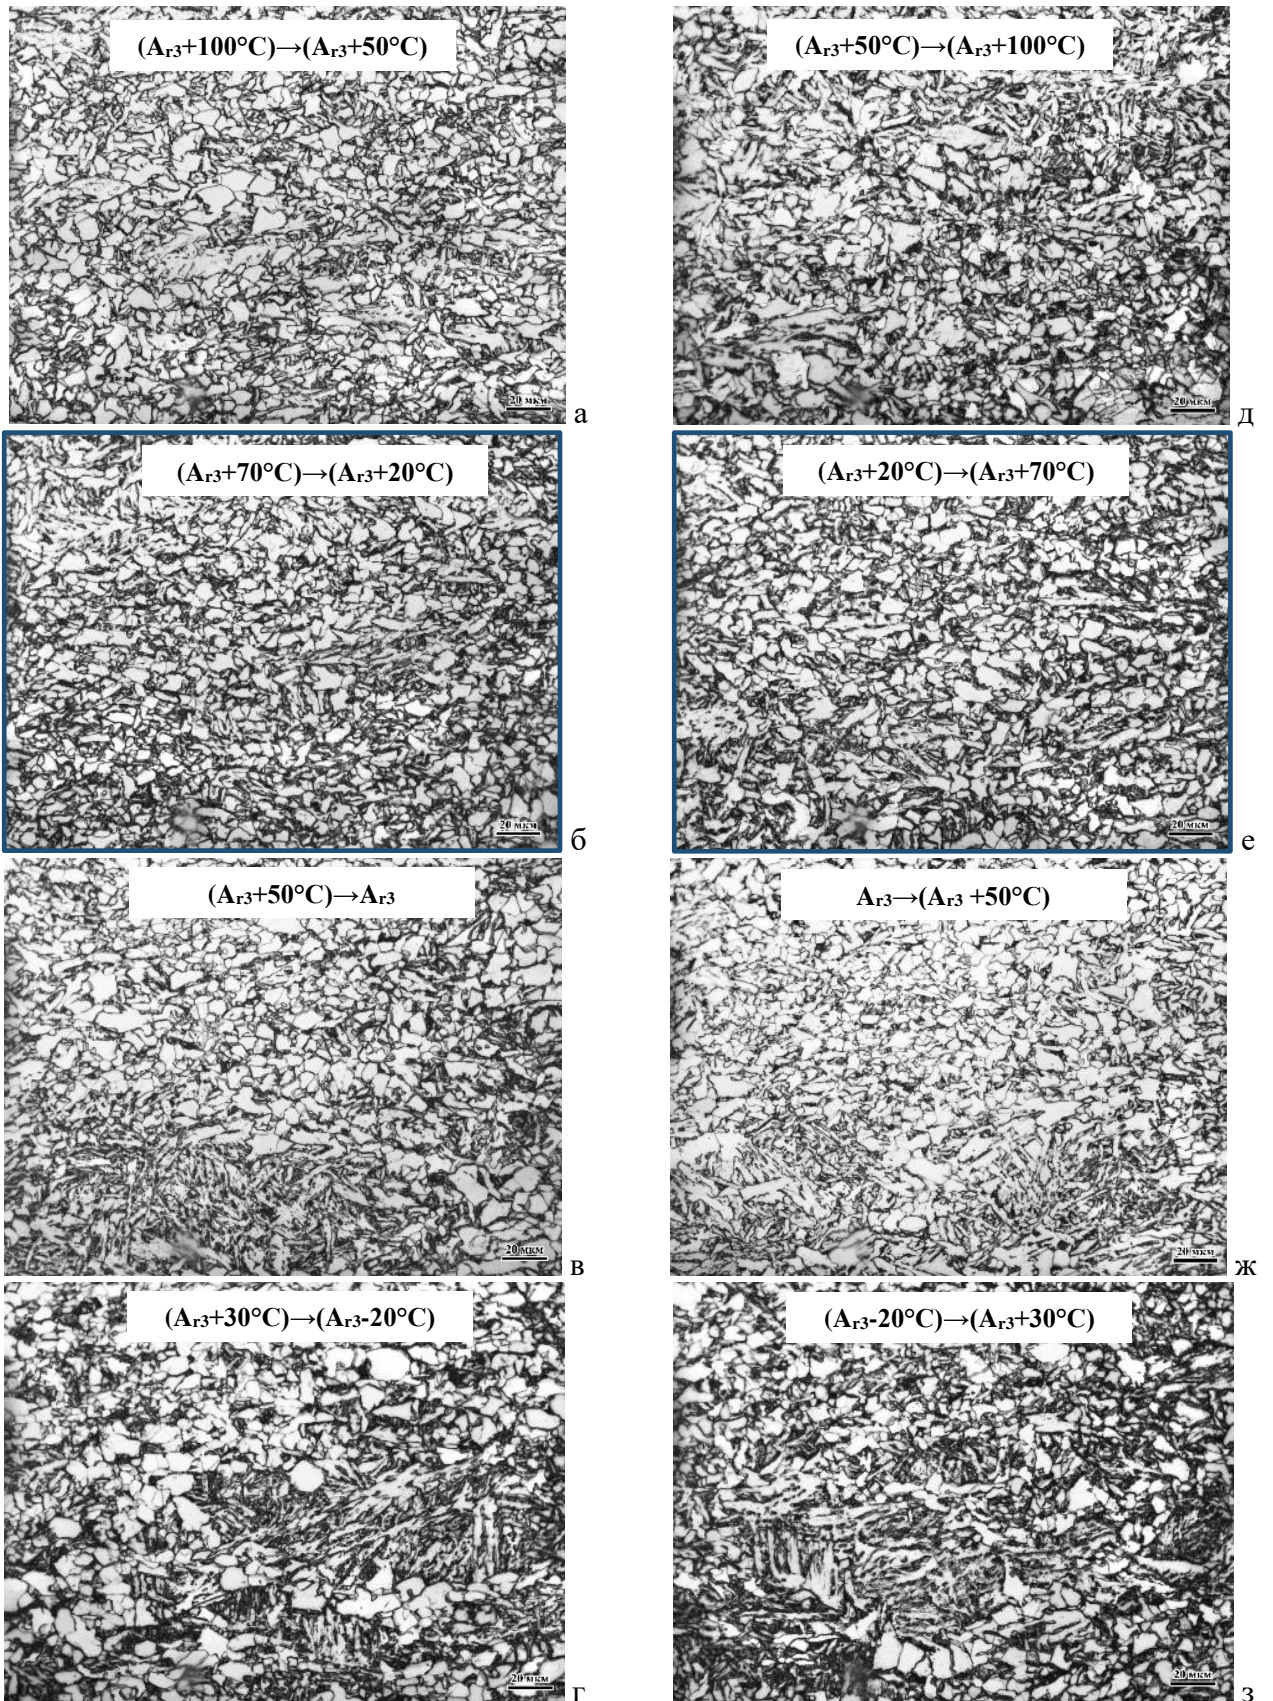 (Ar3+100°C)→(Ar3+50°C)
20 мкм
а
(Ar3+50°C)→(Ar3+100°C)
20 мкм
д
(Ar3+70°C)→(Ar3+20°C)
20 мкм
б
(Ar3+20°C)→(Ar3+70°C)
20 мкм
е
(Ar3+50°C)→Ar3
20 мкм
в
Ar3→(Ar3 +50°C)
20 мкм
ж
(Ar3+30°C)→(Ar3-20°C)
20 мкм
г
(Ar3-20°C)→(Ar3+30°C)
20 мкм
з